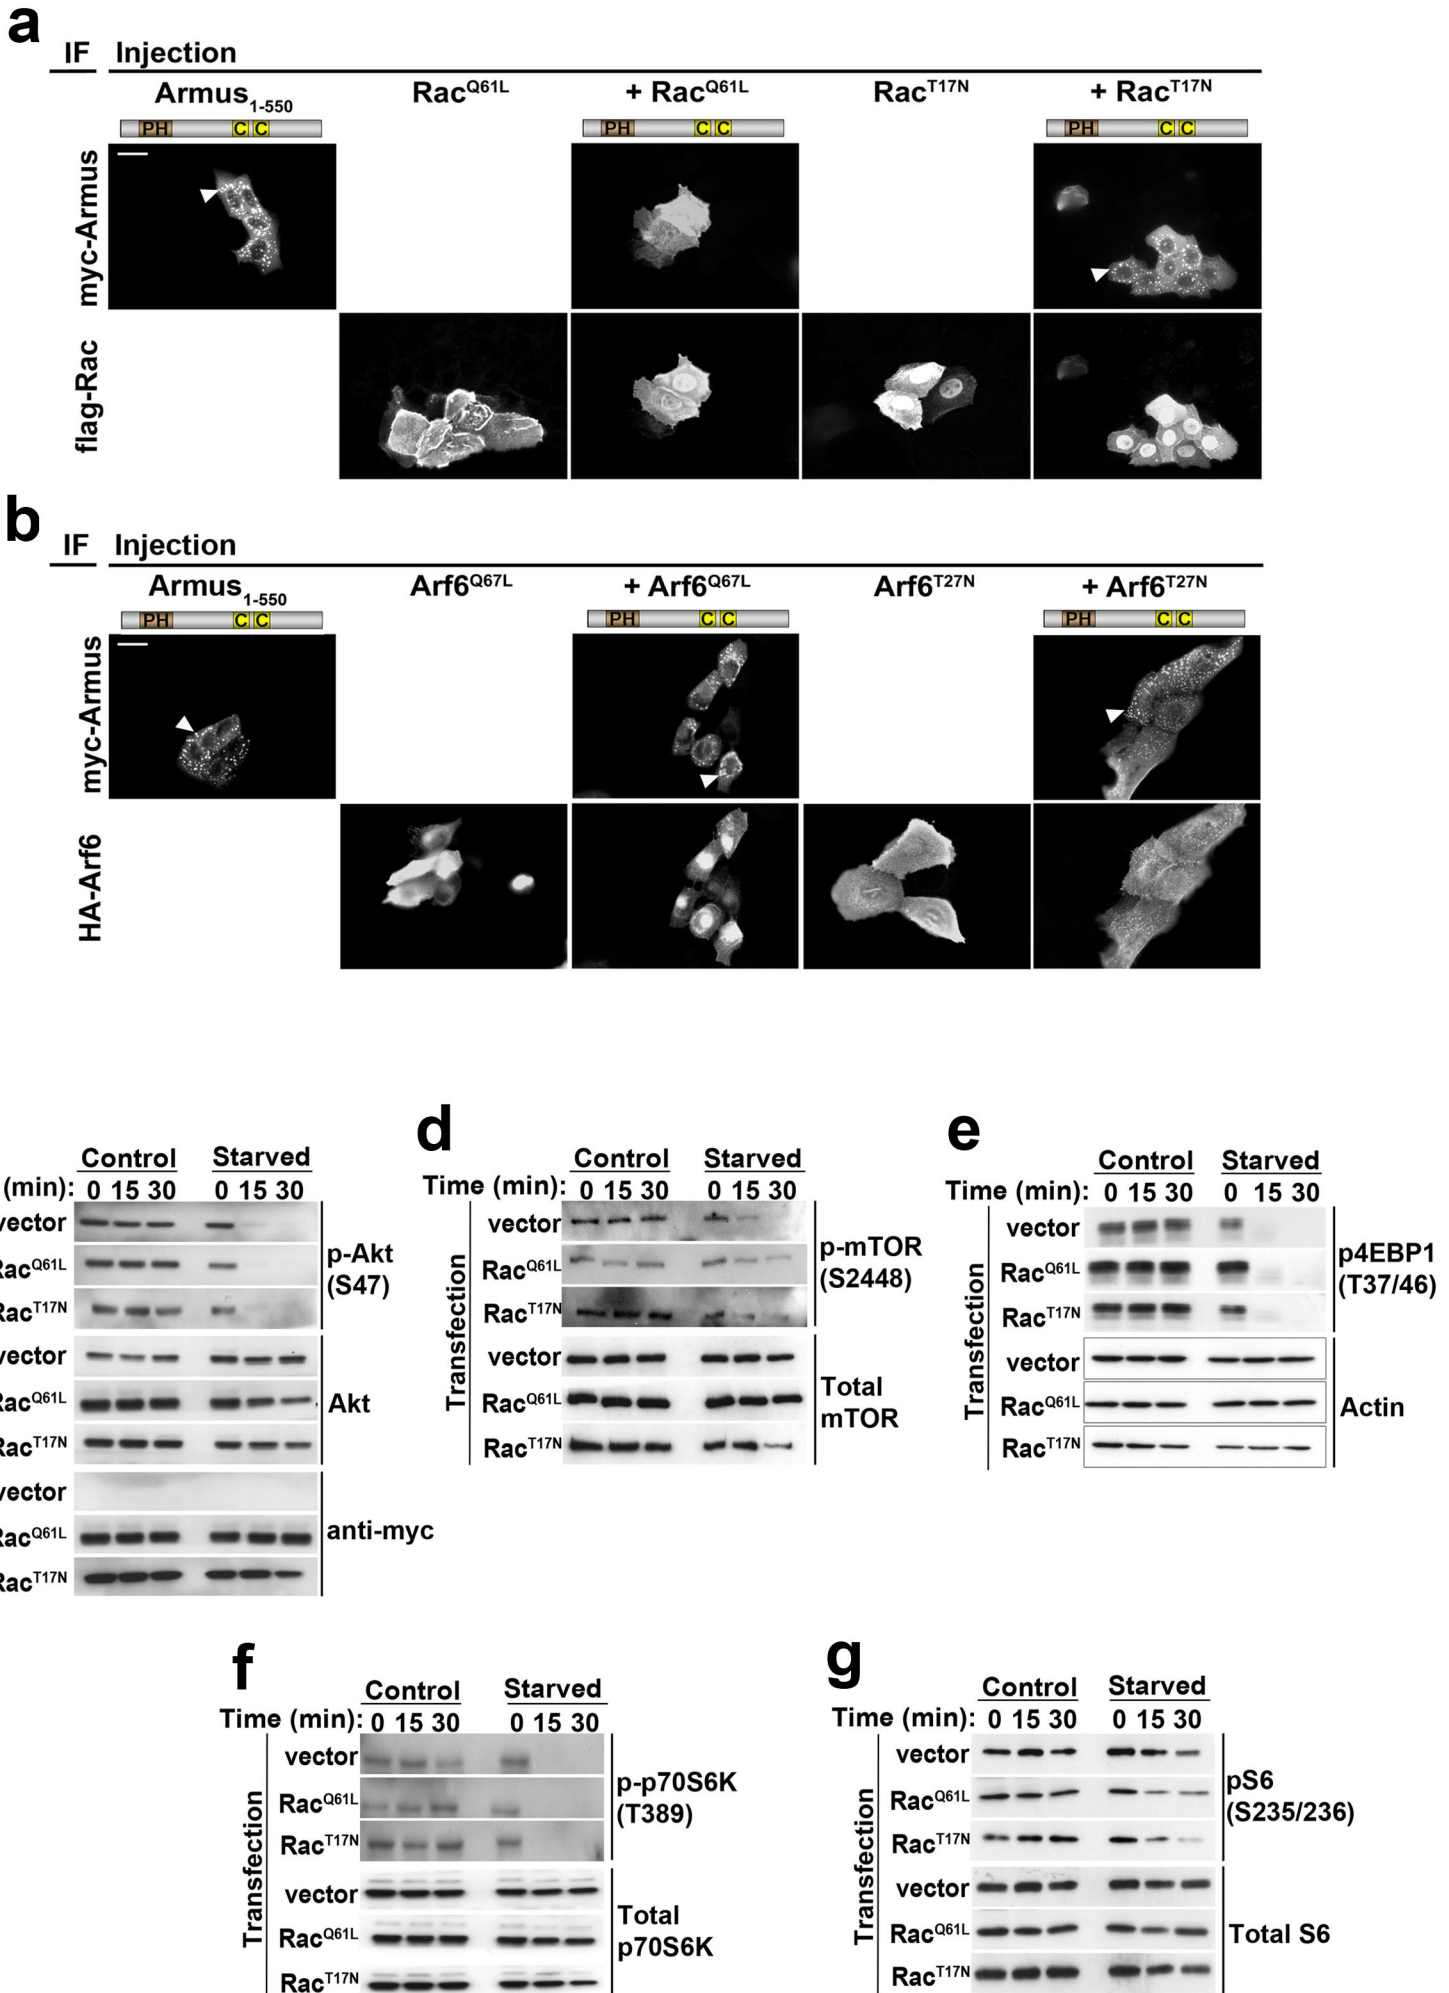 a
IF Injection
Armus1-550 RacQ61L + RacQ61L RacT17N + RacT17N
PH C C PH C C PH C C
myc-Armus
flag-Rac
b
IF Injection
Armus1-550 Arf6Q67L + Arf6Q67L Arf6T27N + Arf6T27N
PH C C PH C C PH C C
myc-Armus
HA-Arf6
Control Starved
(min): 0 15 30 0 15 30
vector
RacQ61L
RacT17N
p-Akt
(S47)
vector
RacQ61L
RacT17N
Akt
vector
RacQ61L
RacT17N
anti-myc
d
Control Starved
Time (min): 0 15 30 0 15 30
Transfection
vector
RacQ61L
RacT17N
p-mTOR
(S2448)
vector
RacQ61L
RacT17N
Total
mTOR
e
Control Starved
Time (min): 0 15 30 0 15 30
Transfection
vector
RacQ61L
RacT17N
p4EBP1
(T37/46)
vector
RacQ61L
RacT17N
Actin
f
Control Starved
Time (min): 0 15 30 0 15 30
Transfection
vector
RacQ61L
RacT17N
p-p70S6K
(T389)
vector
RacQ61L
RacT17N
Total
p70S6K
g
Control Starved
Time (min): 0 15 30 0 15 30
Transfection
vector
RacQ61L
RacT17N
pS6
(S235/236)
vector
RacQ61L
RacT17N
Total S6